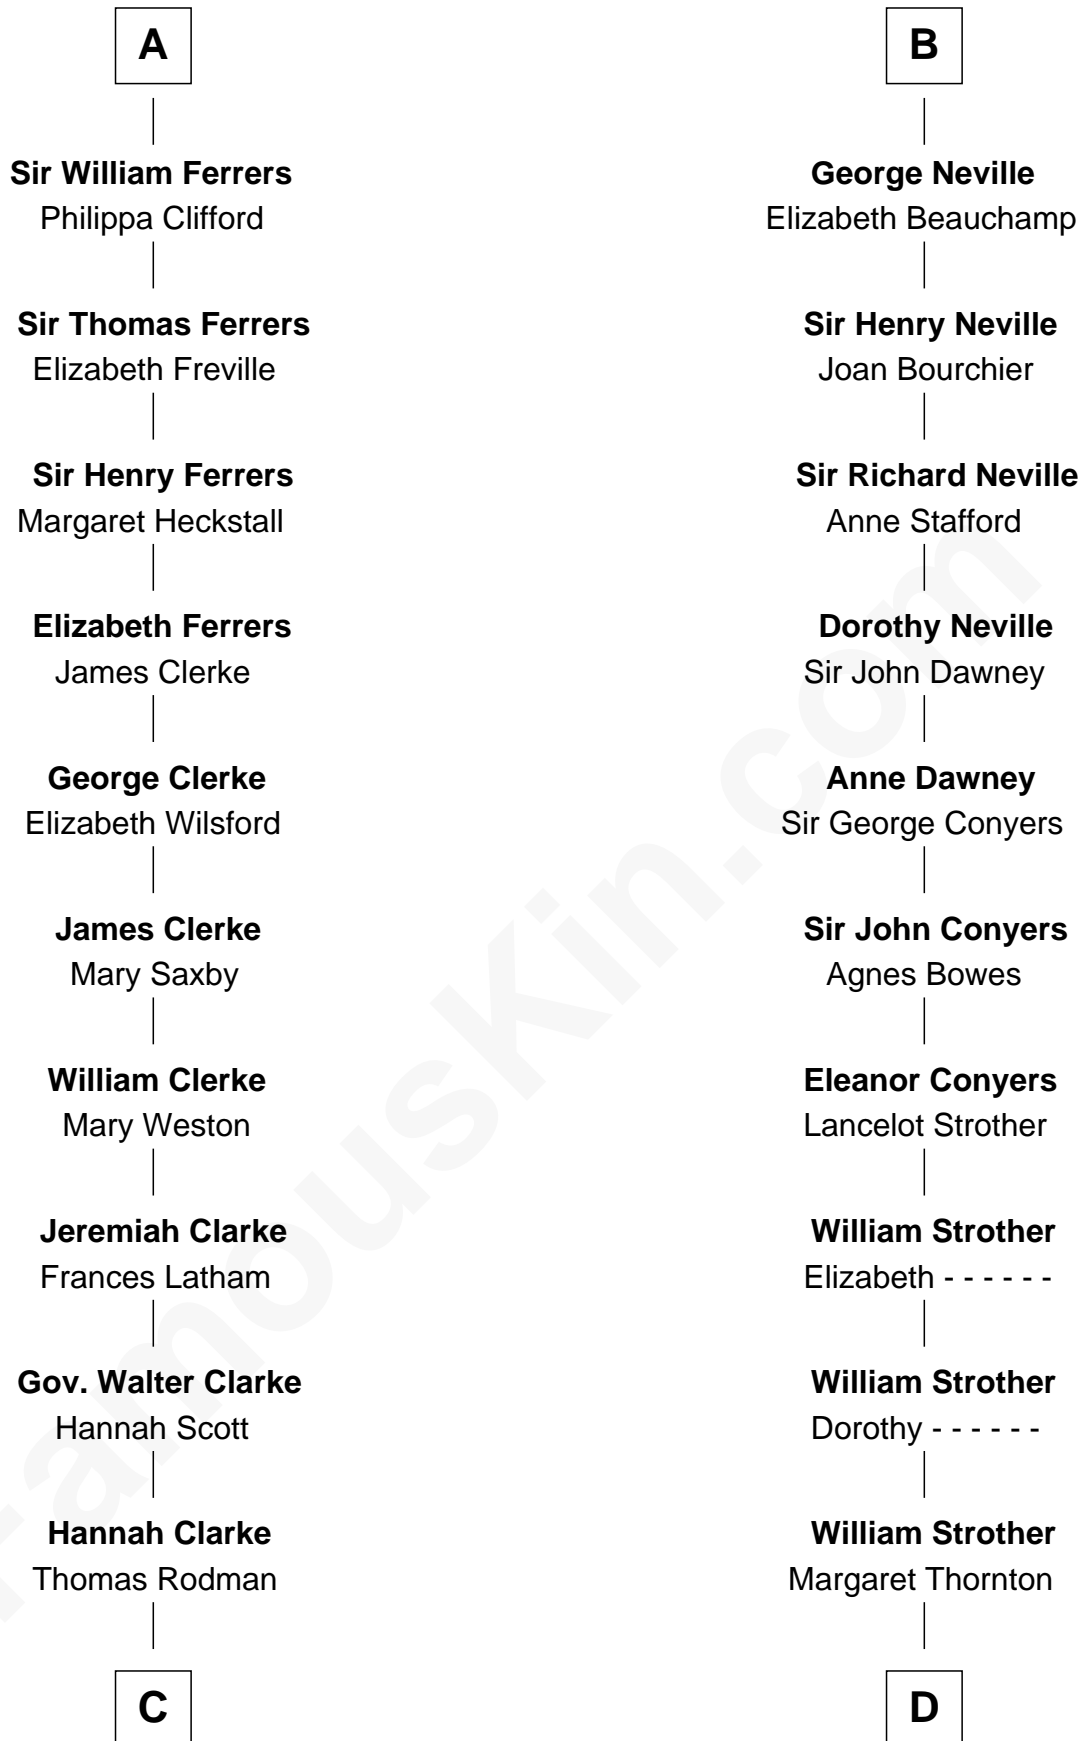 A
Sir William Ferrers
Philippa Clifford
Sir Thomas Ferrers
Elizabeth Freville
Sir Henry Ferrers
Margaret Heckstall
Elizabeth Ferrers
James Clerke
George Clerke
Elizabeth Wilsford
James Clerke
Mary Saxby
William Clerke
Mary Weston
Jeremiah Clarke
Frances Latham
Gov. Walter Clarke
Hannah Scott
Hannah Clarke
Thomas Rodman
C
B
George Neville
Elizabeth Beauchamp
Sir Henry Neville
Joan Bourchier
Sir Richard Neville
Anne Stafford
Dorothy Neville
Sir John Dawney
Anne Dawney
Sir George Conyers
Sir John Conyers
Agnes Bowes
Eleanor Conyers
Lancelot Strother
William Strother
Elizabeth - - - - - -
William Strother
Dorothy - - - - - -
William Strother
Margaret Thornton
D
FamousKin.com